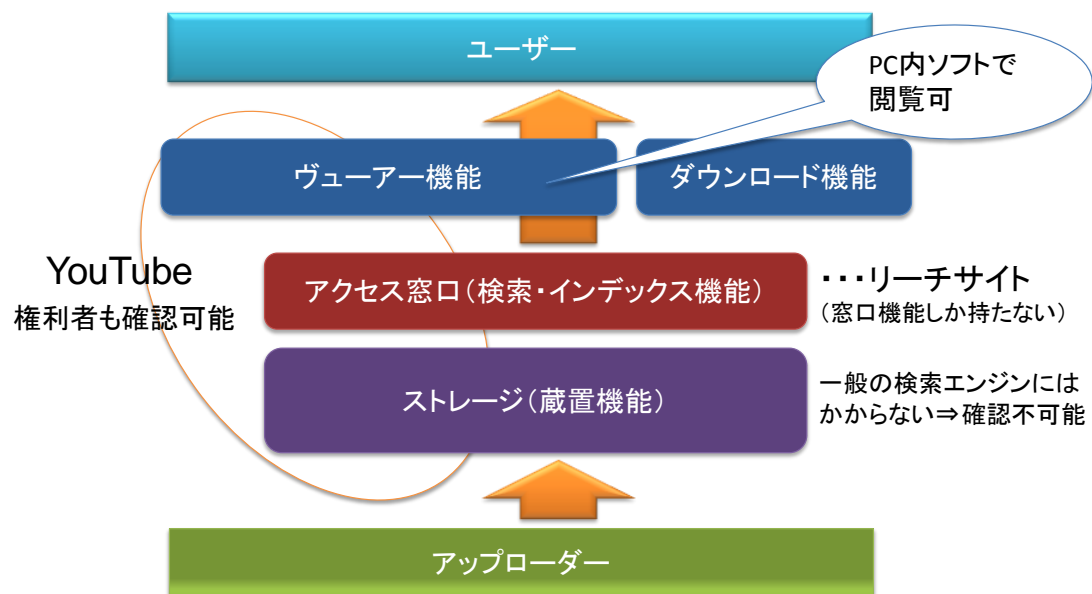 ユーザー
PC内ソフトで
閲覧可
ヴューアー機能
ダウンロード機能
YouTube
権利者も確認可能
アクセス窓口(検索・インデックス機能)
・・・リーチサイト
(窓口機能しか持たない)
ストレージ(蔵置機能)
一般の検索エンジンには
かからない⇒確認不可能
アップローダー